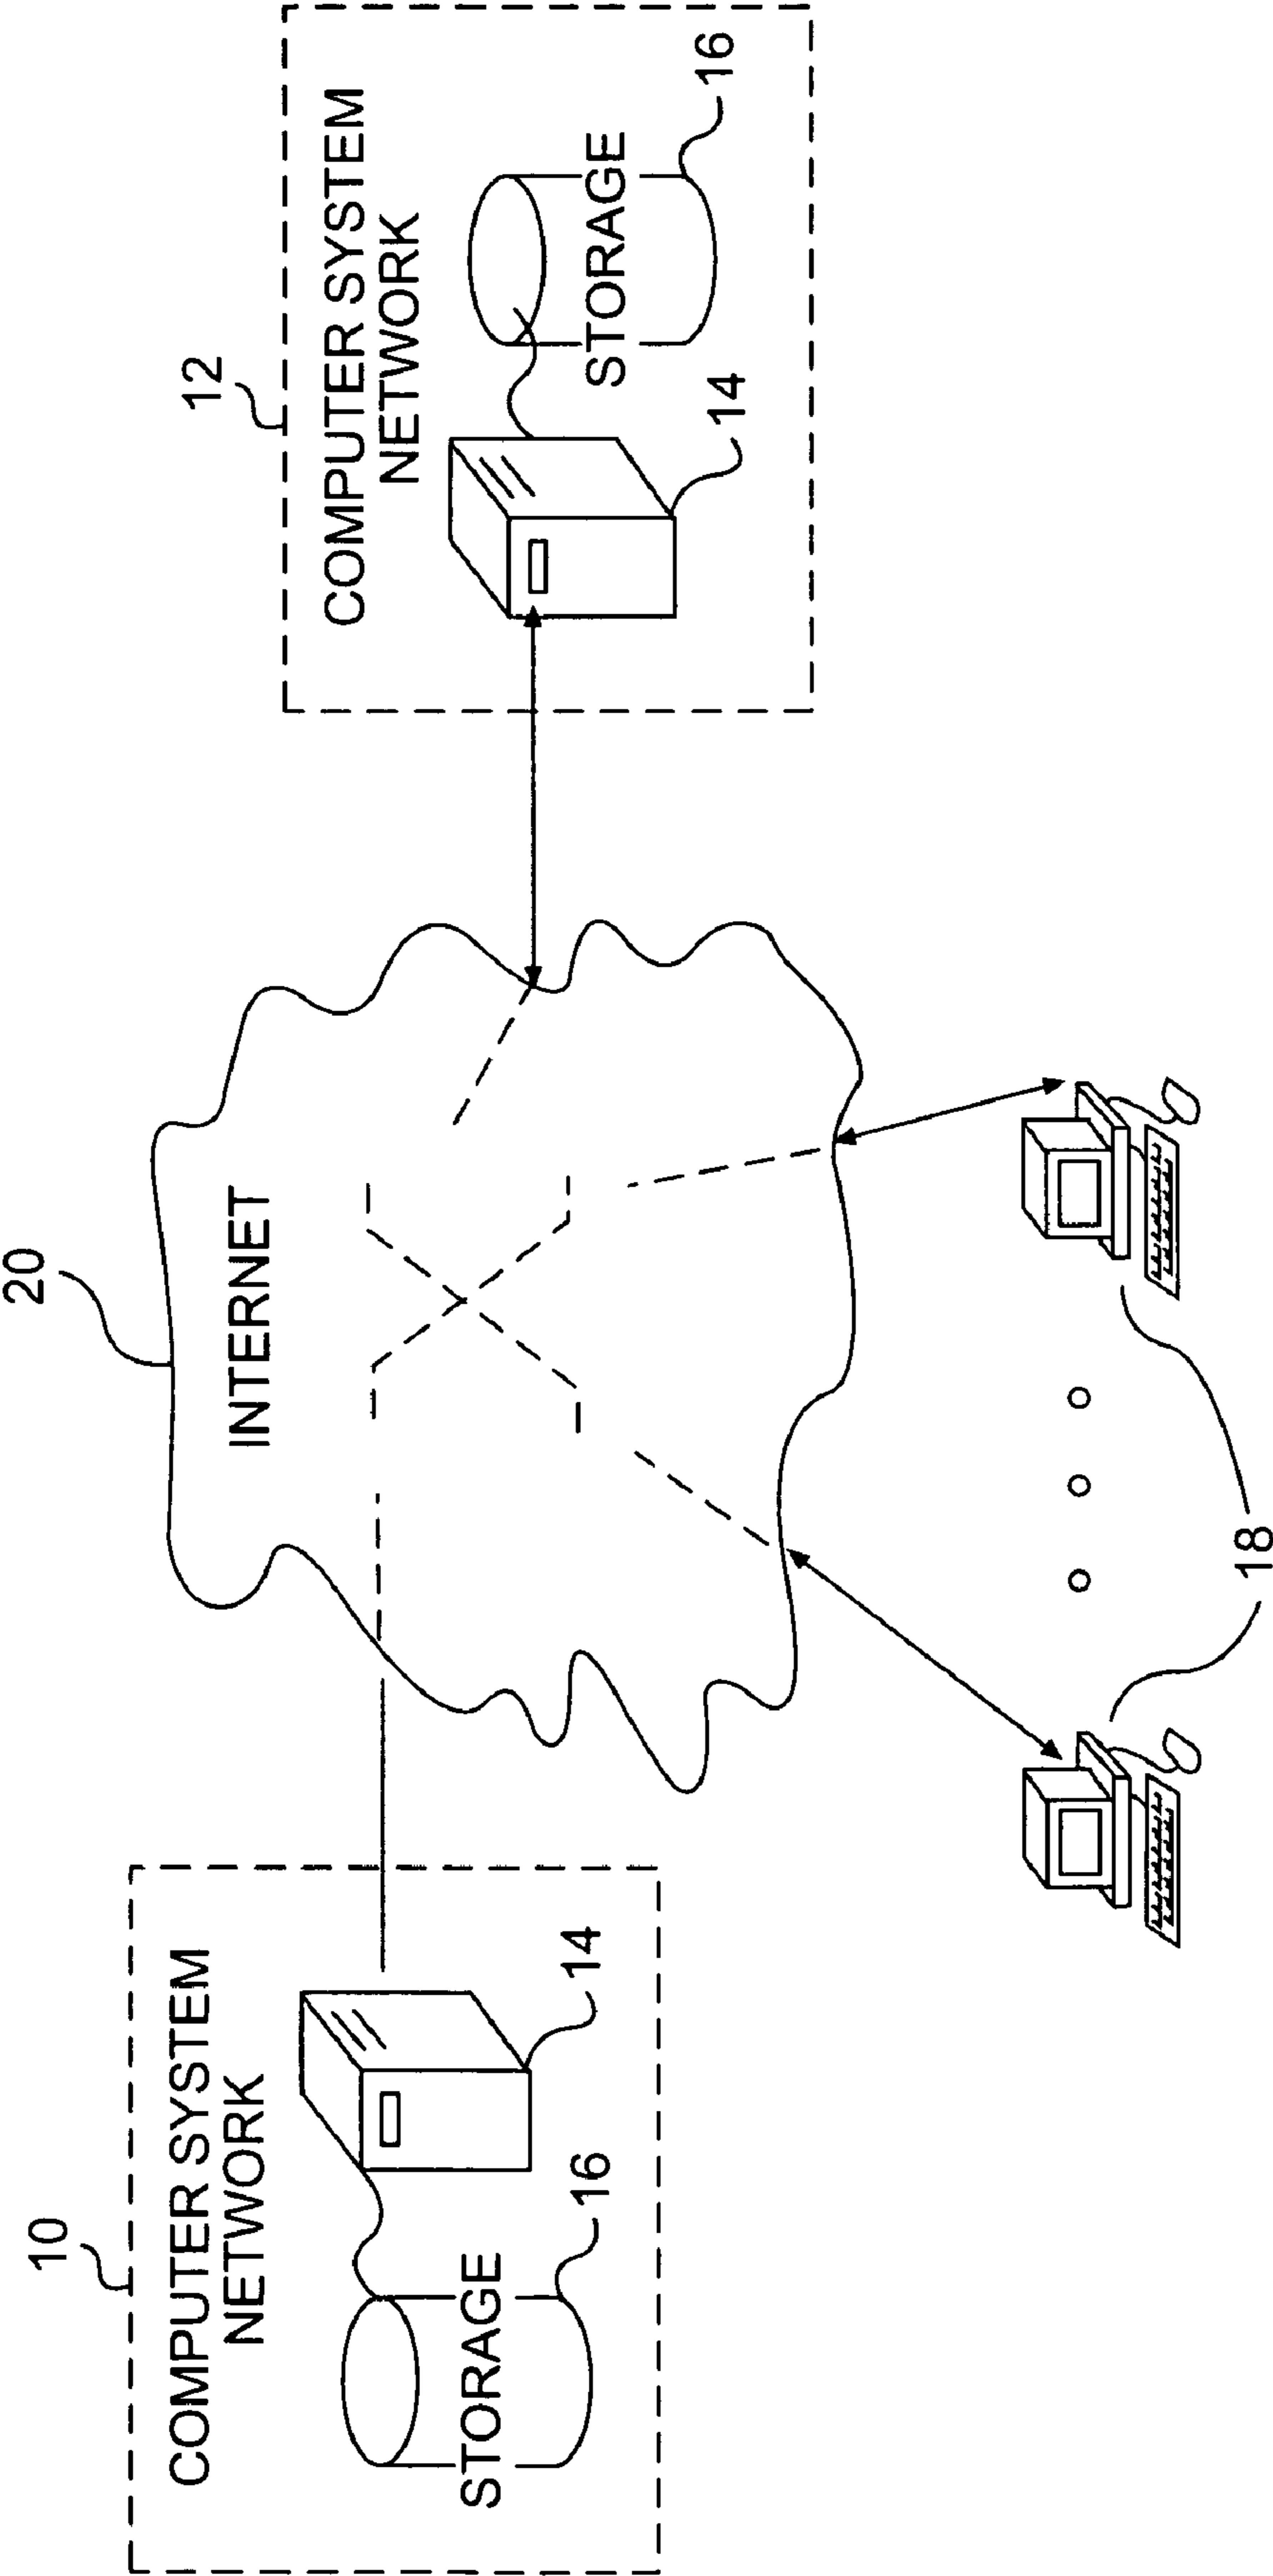 20
INTERNET
10
COMPUTER SYSTEM
NETWORK
14
16
STORAGE
12
COMPUTER SYSTEM
NETWORK
14
16
STORAGE
18